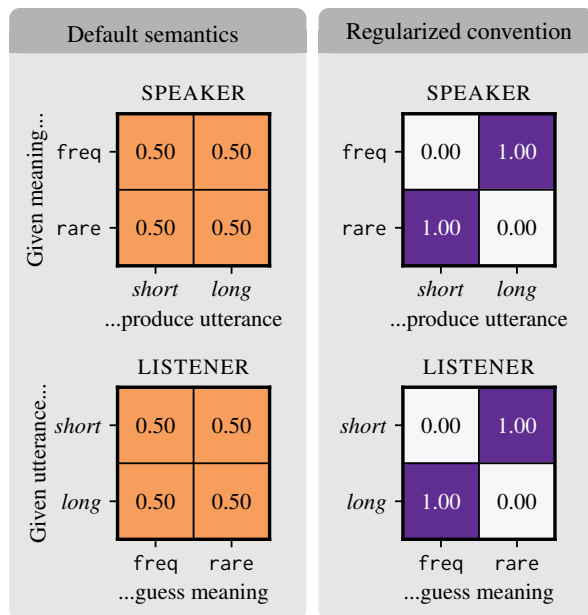 Default semantics
SPEAKER
Given meaning...
freq 0.50 0.50
rare 0.50 0.50
short long
...produce utterance
LISTENER
Given utterance...
short 0.50 0.50
long 0.50 0.50
freq rare
...guess meaning
Regularized convention
SPEAKER
freq 0.00 1.00
rare 1.00 0.00
short long
...produce utterance
LISTENER
short 0.00 1.00
long 1.00 0.00
freq rare
...guess meaning